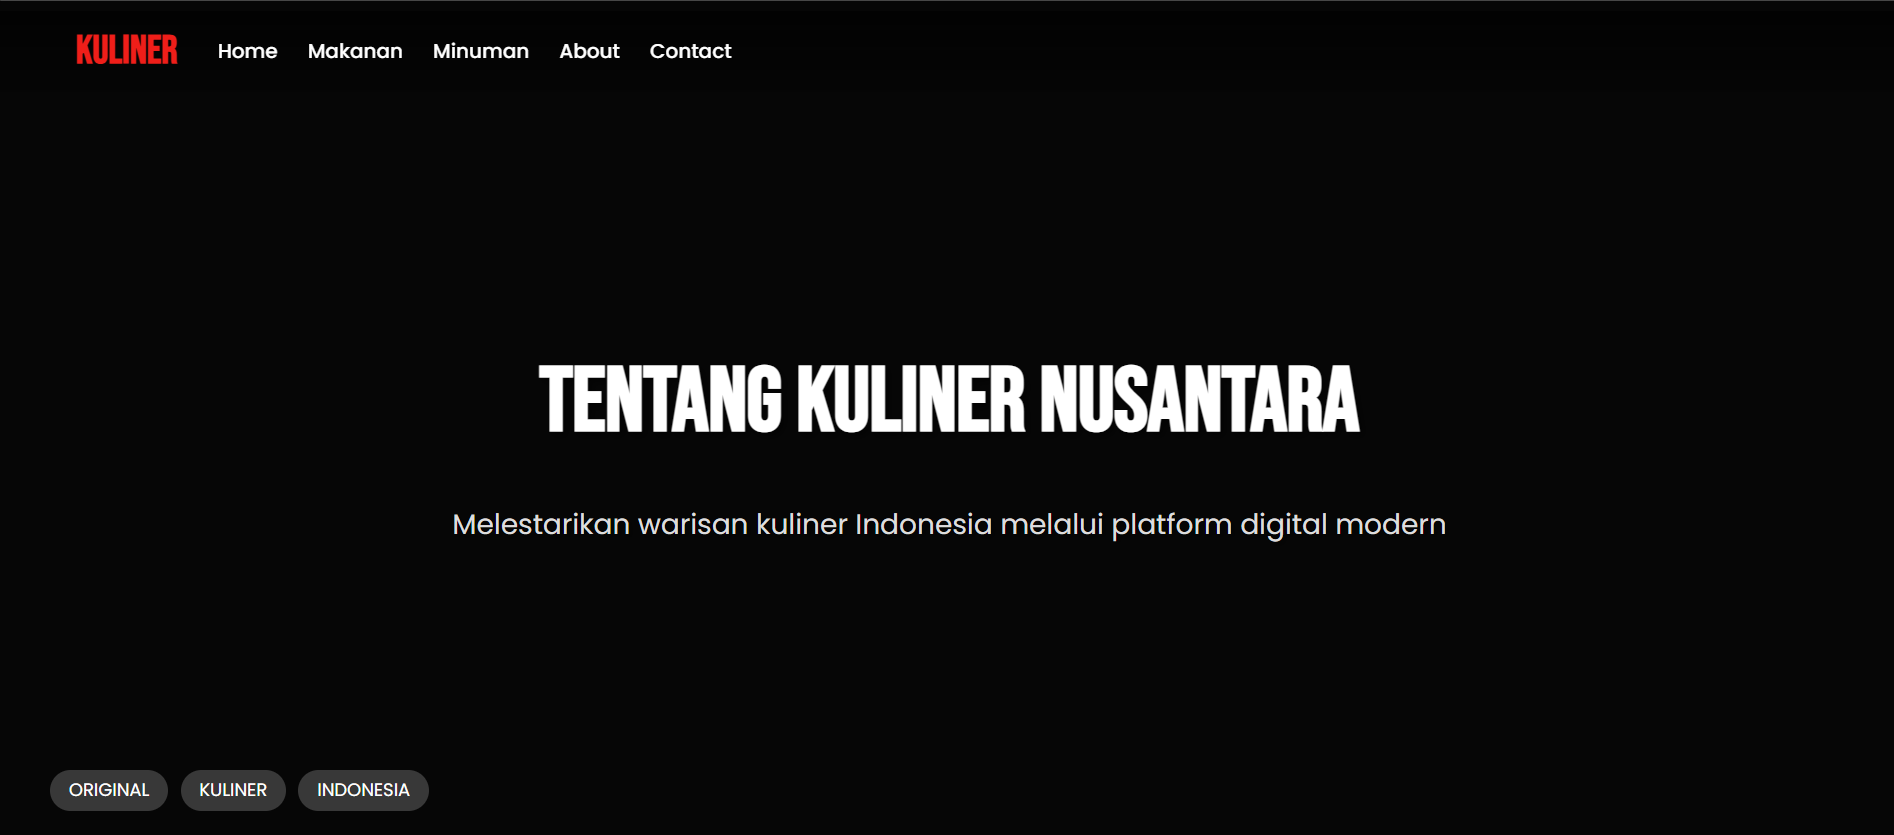 KULINER Home Makanan Minuman About Contact
TENTANG KULINER NUSANTARA
Melestarikan warisan kuliner Indonesia melalui platform digital modern
ORIGINAL KULINER INDONESIA